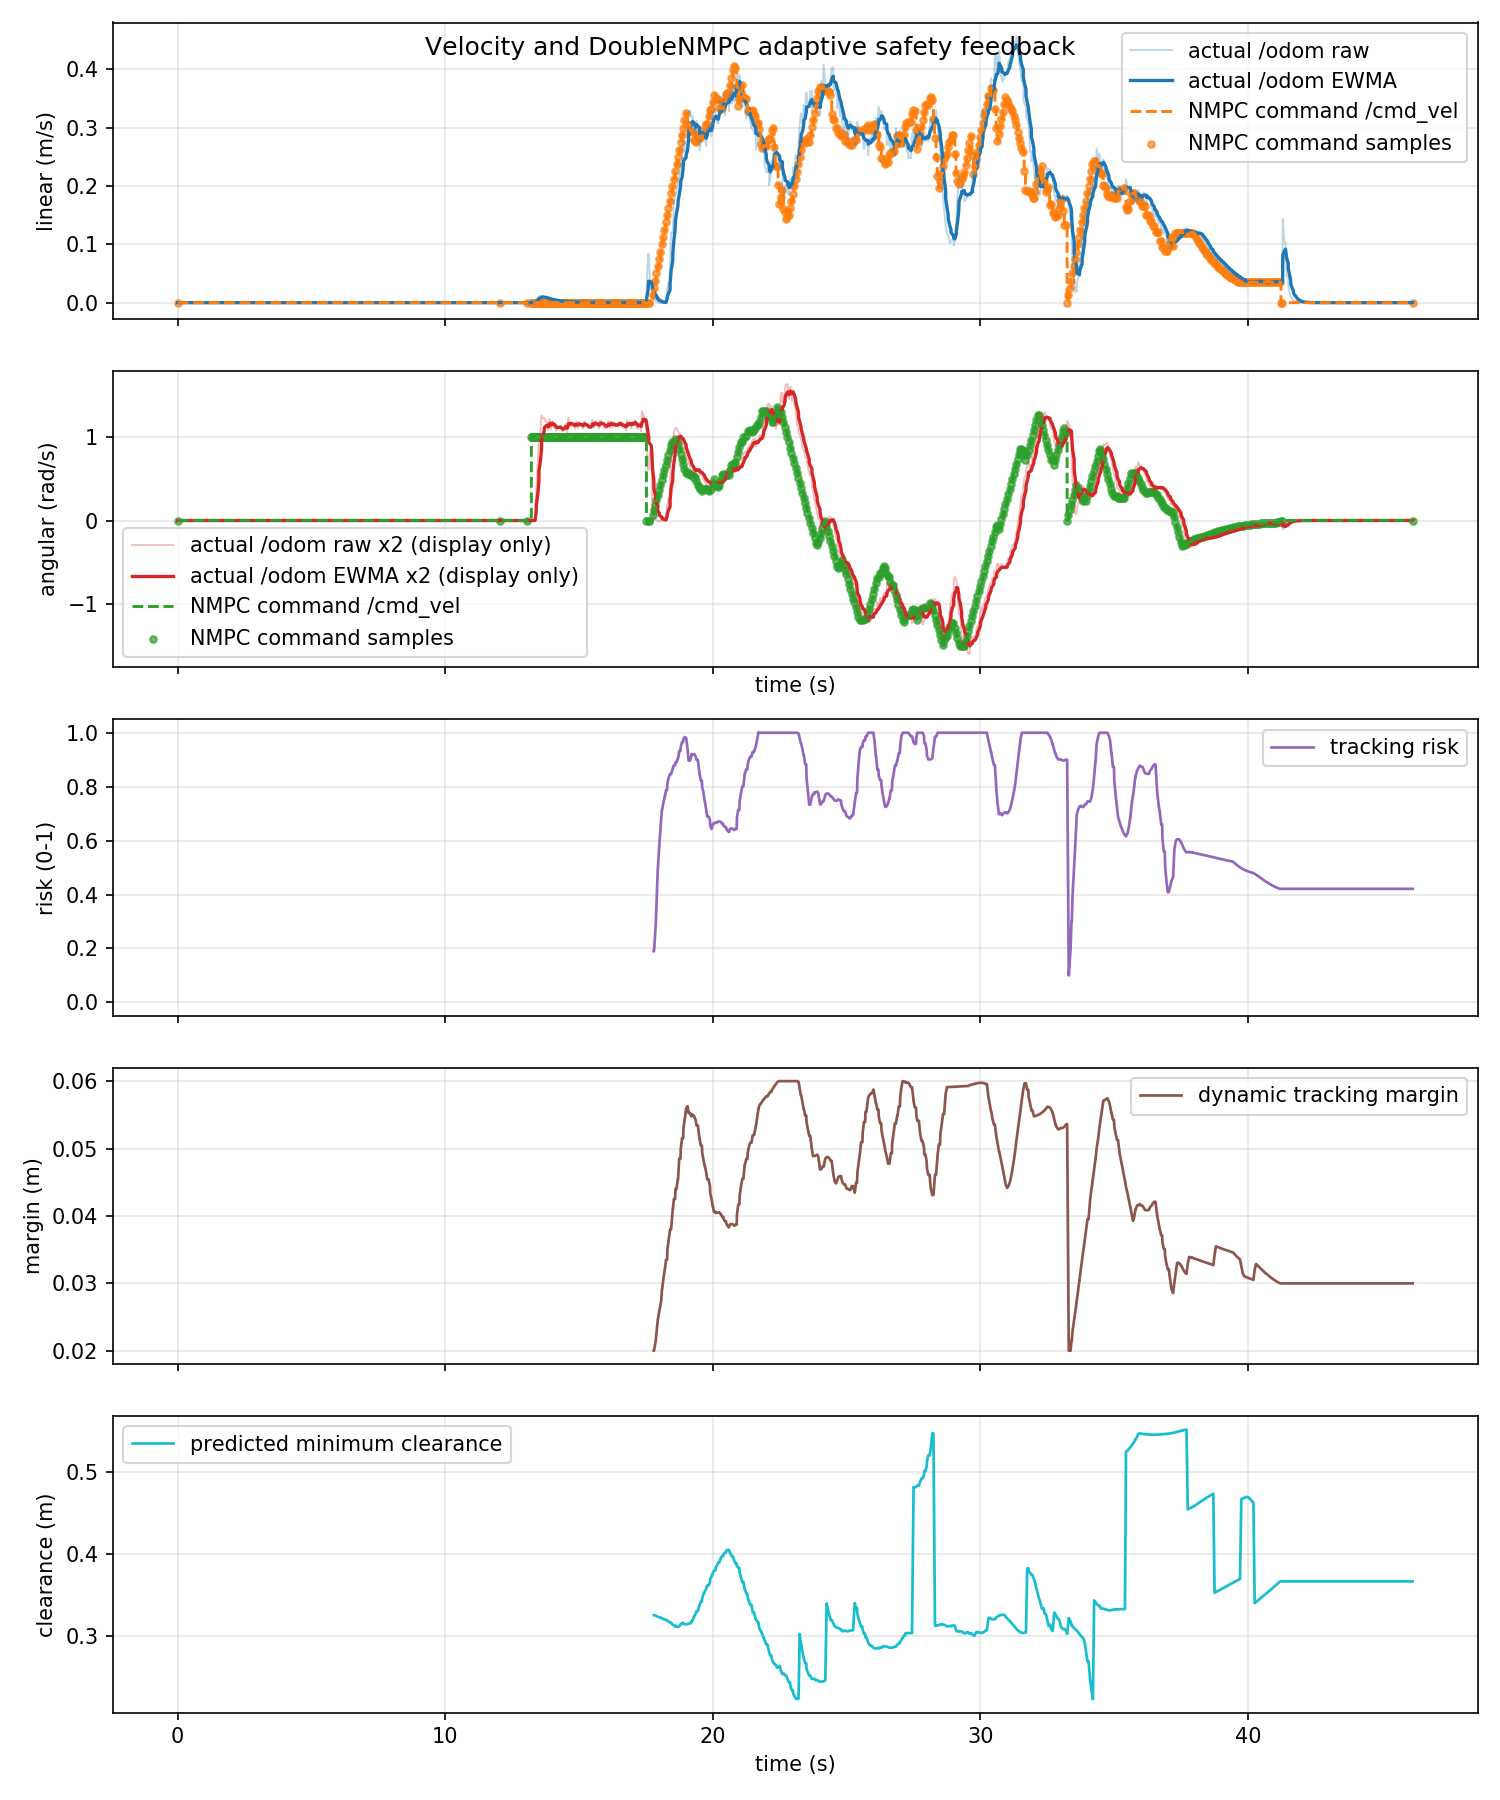 Velocity and DoubleNMPC adaptive safety feedback
linear (m/s)
0.4
0.3
0.2
0.1
0.0
actual /odom raw
actual /odom EWMA
NMPC command /cmd_vel
NMPC command samples
angular (rad/s)
1
0
−1
actual /odom raw x2 (display only)
actual /odom EWMA x2 (display only)
NMPC command /cmd_vel
NMPC command samples
time (s)
risk (0-1)
1.0
0.8
0.6
0.4
0.2
0.0
tracking risk
margin (m)
0.06
0.05
0.04
0.03
0.02
dynamic tracking margin
clearance (m)
0.5
0.4
0.3
predicted minimum clearance
0
10
20
30
40
time (s)